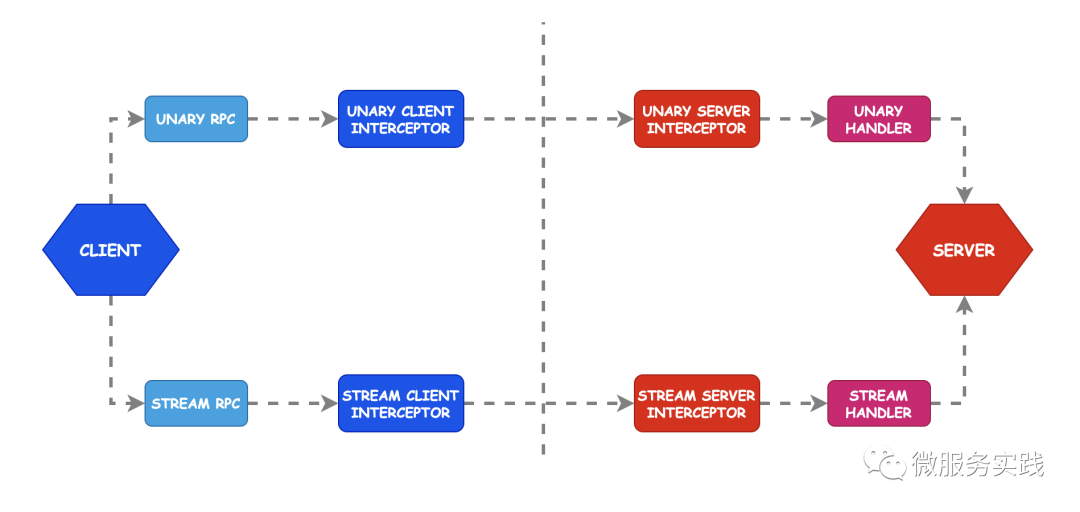 UNARY RPC
UNARY CLIENT
INTERCEPTOR
UNARY SERVER
INTERCEPTOR
UNARY
HANDLER
CLIENT
SERVER
STREAM RPC
STREAM CLIENT
INTERCEPTOR
STREAM SERVER
INTERCEPTOR
STREAM
HANDLER
微服务实践